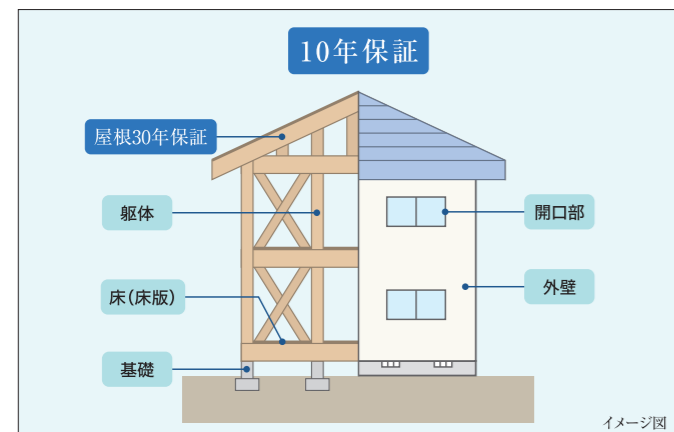 10年保証
屋根30年保証
躯体
開口部
床(床版)
外壁
基礎
イメージ図